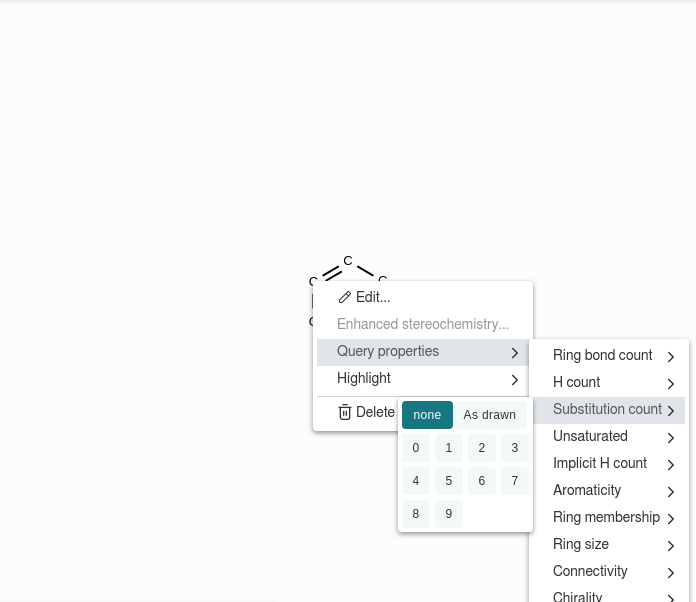 C
C
C
C
Edit...
Enhanced stereochemistry...
Query properties
Highlight
Delete
none
As drawn
0
1
2
3
4
5
6
7
8
9
Ring bond count
H count
Substitution count
Unsaturated
Implicit H count
Aromaticity
Ring membership
Ring size
Connectivity
Chirality